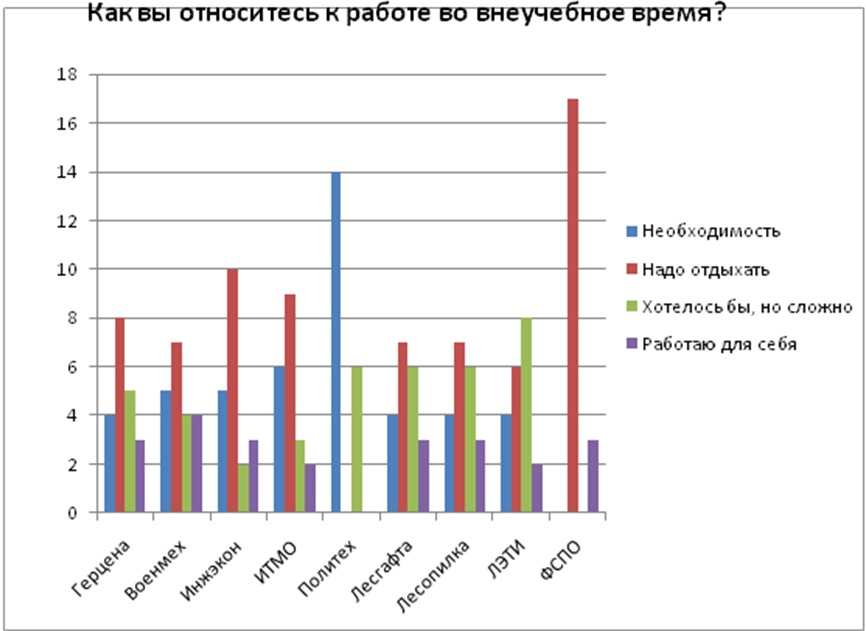 Как вы относитесь к работе во внеучебное время?
18
16
14
12
10
8
6
4
2
0
Герцена
Военмех
Инжэкон
ИТМО
Политех
Лесгафта
Лесопилка
ЛЭТИ
ФСПО
Необходимость
Надо отдыхать
Хотелось бы, но сложно
Работаю для себя